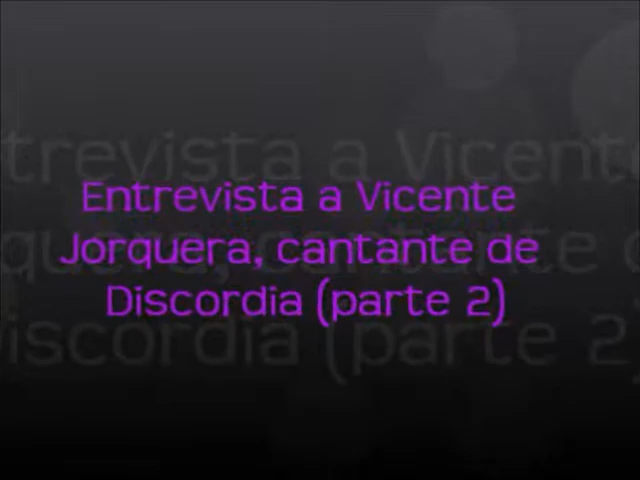 Entrevista a Vicente
Jorquera, cantante de
Discordia (parte 2)